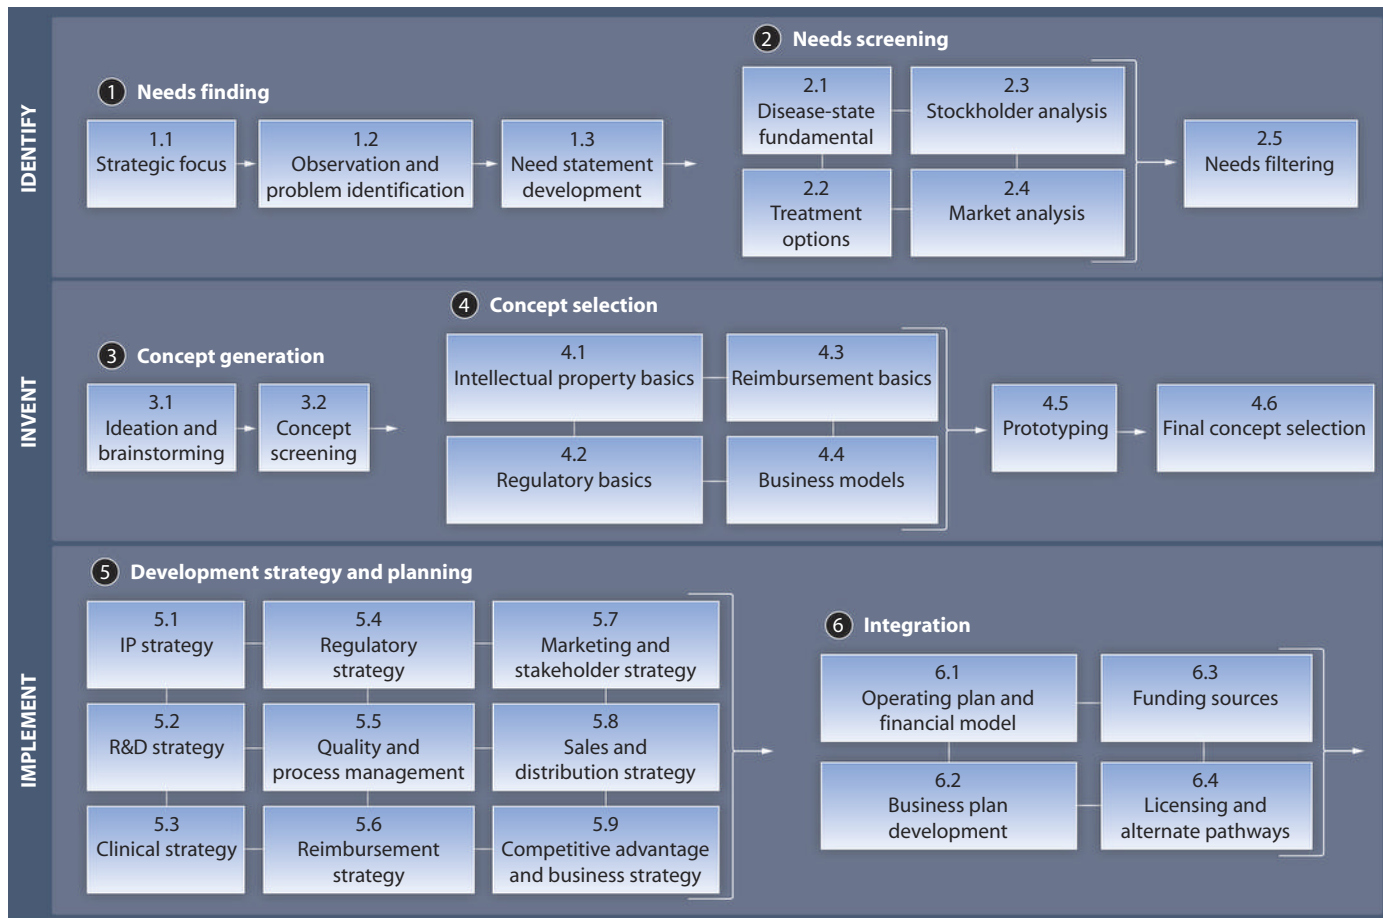 IDENTIFY
1 Needs finding
1.1
Strategic focus
1.2
Observation and
problem identification
1.3
Need statement
development
2 Needs screening
2.1
Disease-state
fundamental
2.2
Treatment
options
2.3
Stockholder analysis
2.4
Market analysis
2.5
Needs filtering
INVENT
3 Concept generation
3.1
Ideation and
brainstorming
3.2
Concept
screening
4 Concept selection
4.1
Intellectual property basics
4.2
Regulatory basics
4.3
Reimbursement basics
4.4
Business models
4.5
Prototyping
4.6
Final concept selection
IMPLEMENT
5 Development strategy and planning
5.1
IP strategy
5.2
R&D strategy
5.3
Clinical strategy
5.4
Regulatory
strategy
5.5
Quality and
process management
5.6
Reimbursement
strategy
5.7
Marketing and
stakeholder strategy
5.8
Sales and
distribution strategy
5.9
Competitive advantage
and business strategy
6 Integration
6.1
Operating plan and
financial model
6.2
Business plan
development
6.3
Funding sources
6.4
Licensing and
alternate pathways